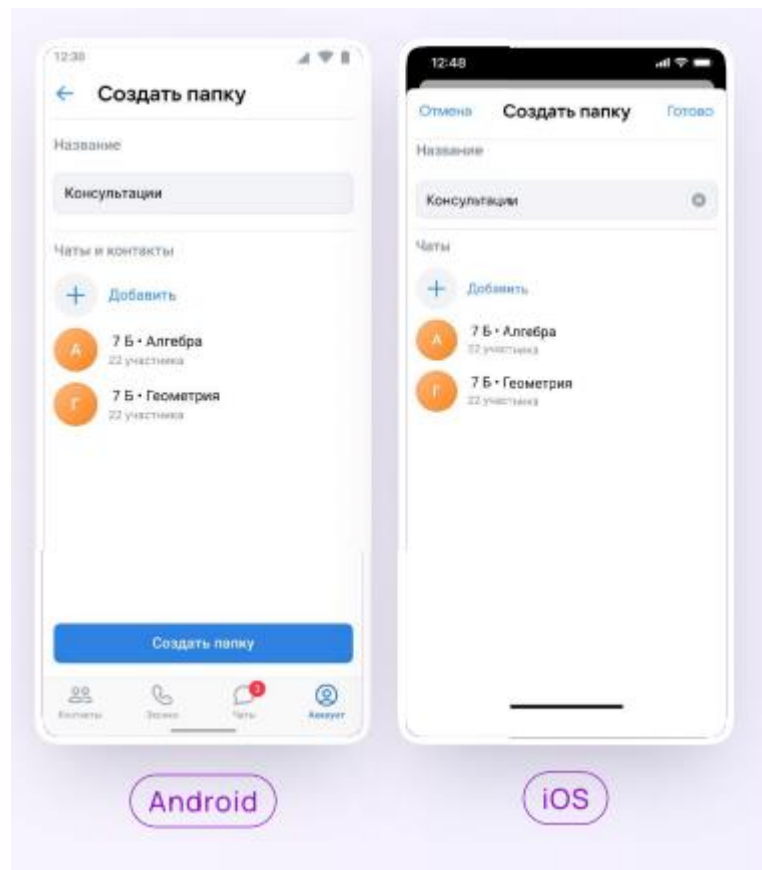 12:30
Создать папку
Название
Консультации
Чаты и контакты
Добавить
А
7 Б • Алгебра
22 участника
Г
7 Б • Геометрия
22 участника
Создать папку
3
Контакты
Звонки
Чаты
Аккаунт
Android
12:48
Отмена
Создать папку
Готово
Название
Консультации
Чаты
Добавить
А
7 Б • Алгебра
22 участника
Г
7 Б • Геометрия
22 участника
iOS